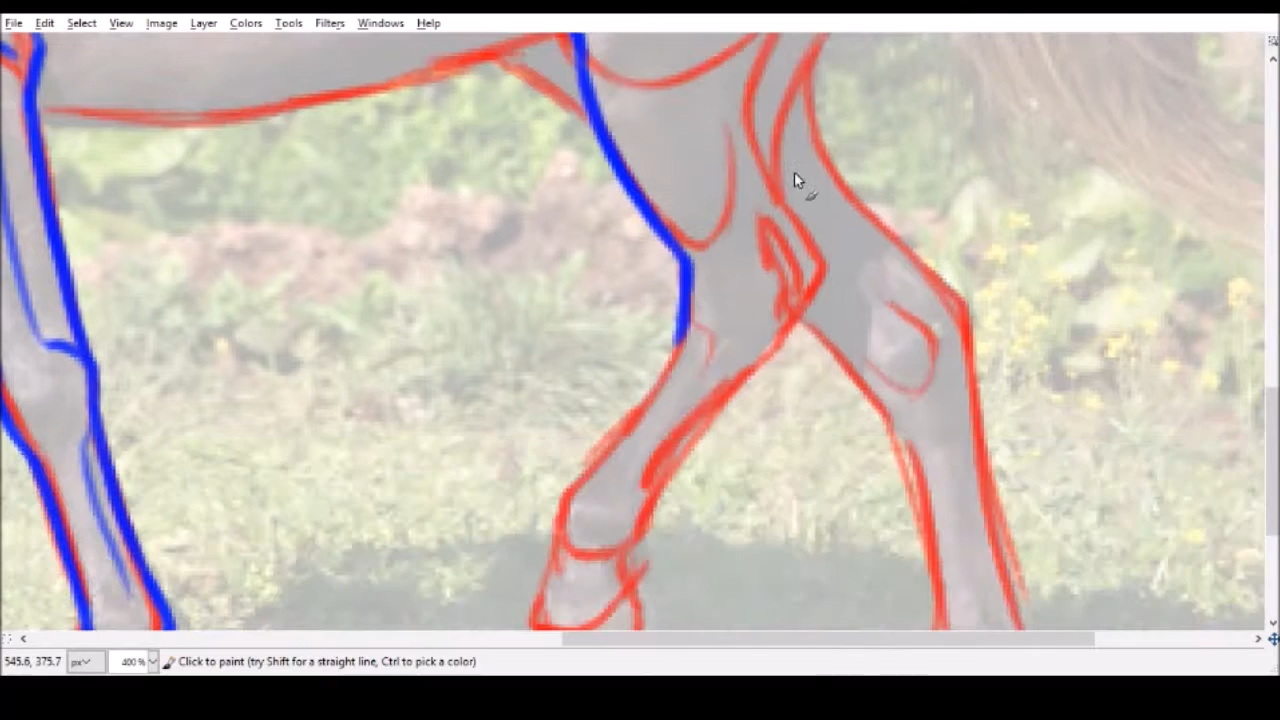 File Edit Select View Image Layer Colors Tools Filters Windows Help
545.6, 375.7 px 400 % Click to paint (try Shift for a straight line, Ctrl to pick a color)